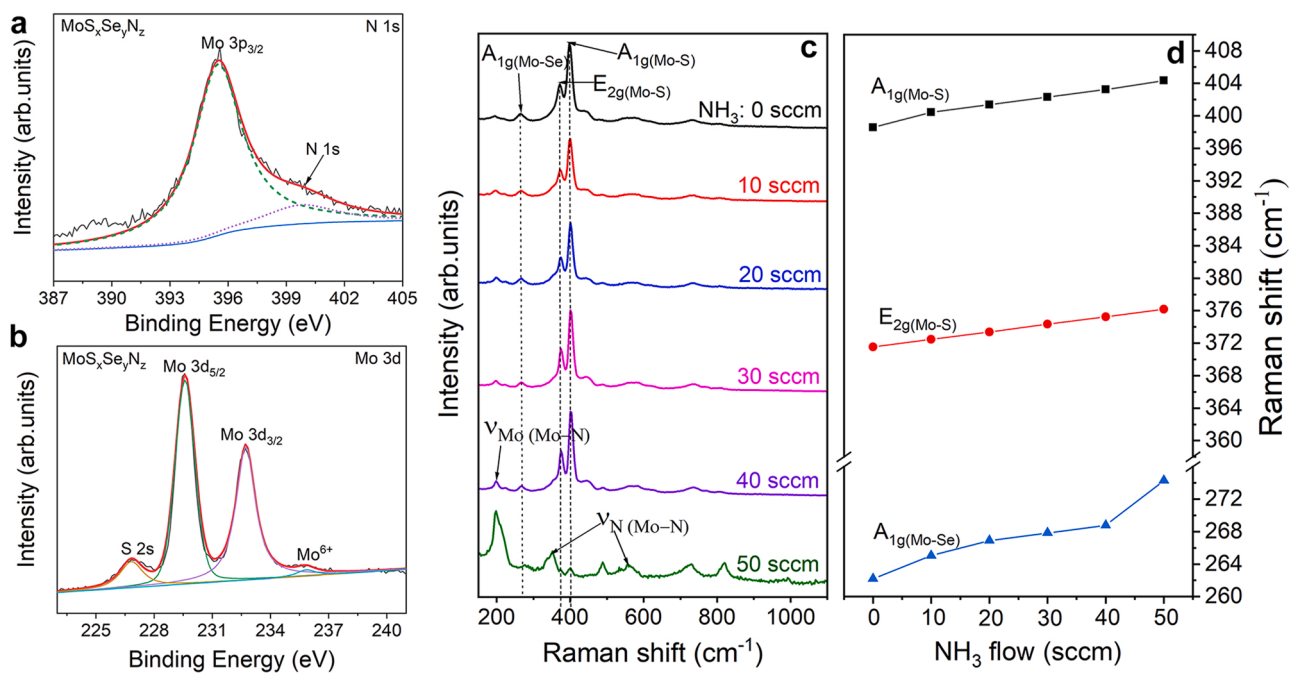 a
MoSₓSeᵧN_z
N 1s
Mo 3p₃/₂
N 1s
Intensity (arb.units)
387 390 393 396 399 402 405
Binding Energy (eV)
b
MoSₓSeᵧN_z
Mo 3d
Mo 3d₅/₂
Mo 3d₃/₂
S 2s
Mo⁶⁺
Intensity (arb.units)
225 228 231 234 237 240
Binding Energy (eV)
c
A₁g(Mo-Se)
A₁g(Mo-S)
E₂g(Mo-S)
NH₃: 0 sccm
10 sccm
20 sccm
30 sccm
νMo (Mo–N)
40 sccm
νN (Mo–N)
50 sccm
Intensity (arb.units)
200 400 600 800 1000
Raman shift (cm⁻¹)
d
A₁g(Mo-S)
E₂g(Mo-S)
A₁g(Mo-Se)
408
404
400
396
392
388
384
380
376
372
368
364
360
272
268
264
260
Raman shift (cm⁻¹)
0 10 20 30 40 50
NH₃ flow (sccm)